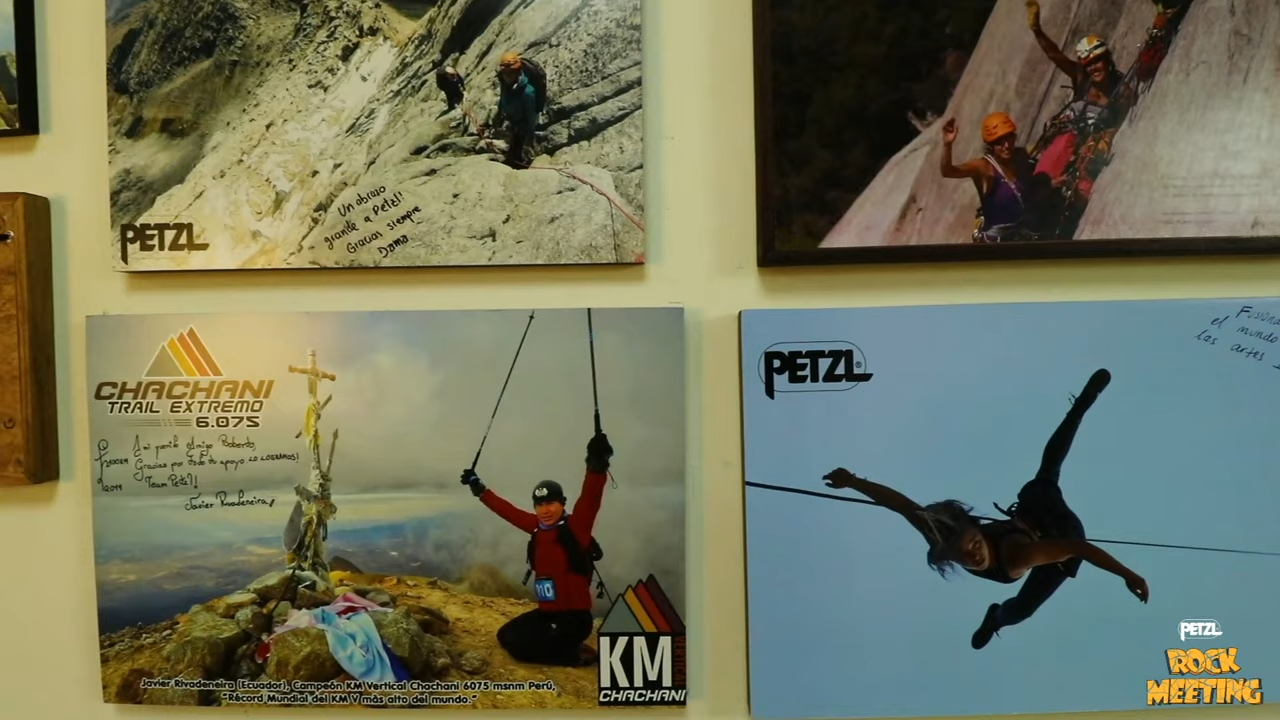 PETZL
Un abrazo
grande a Petzl!
Gracias siempre
Dama
CHACHANI
TRAIL EXTREMO
6.075
Gracias por todo tu apoyo LO LOGRAMOS!
Team Petzl!!
2019
Javier Rivadeneira
110
KM
VERTICAL
CHACHANI
Javier Rivadeneira (Ecuador), Campeón KM Vertical Chachani 6075 msnm Perú,
"Récord Mundial del KM V más alto del mundo."
PETZL
el mundo
las artes
PETZL
ROCK
MEETING